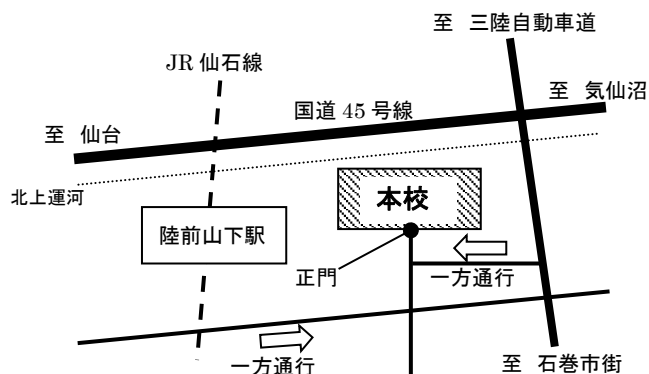 至 三陸自動車道
JR 仙石線
至 気仙沼
国道 45 号線
至 仙台
北上運河
本校
陸前山下駅
正門
一方通行
一方通行
至 石巻市街